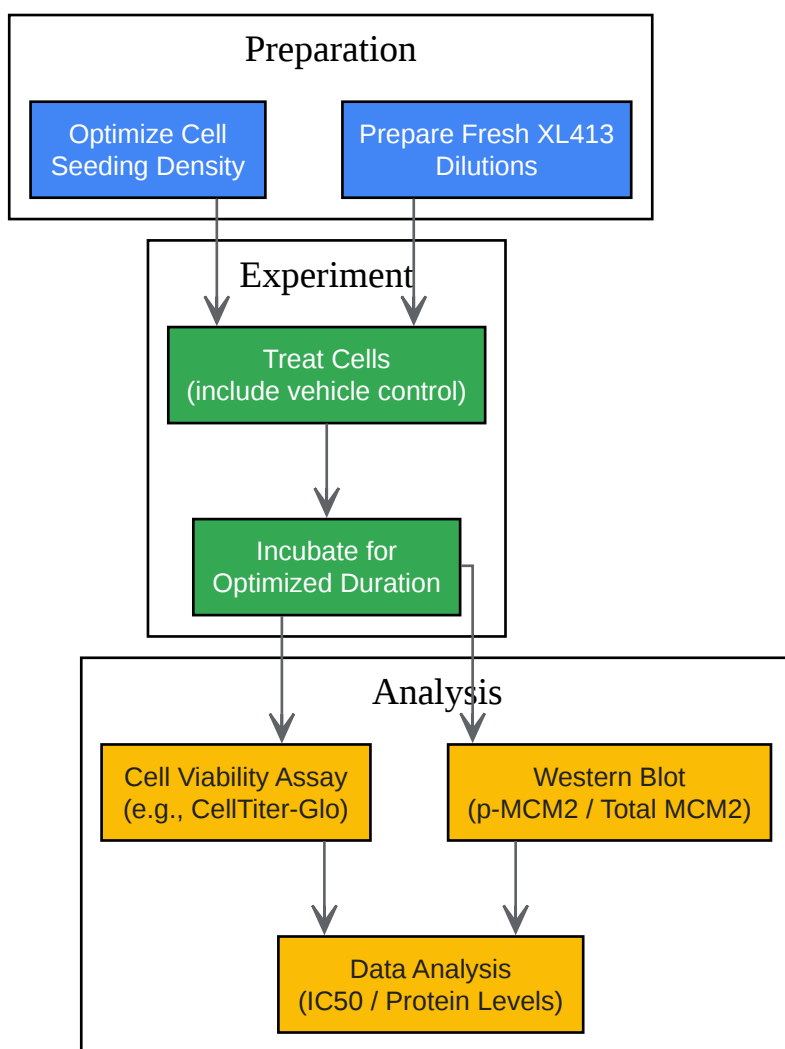 Preparation
Optimize Cell
Seeding Density
Prepare Fresh XL413
Dilutions
Experiment
Treat Cells
(include vehicle control)
Incubate for
Optimized Duration
Analysis
Cell Viability Assay
(e.g., CellTiter-Glo)
Western Blot
(p-MCM2 / Total MCM2)
Data Analysis
(IC50 / Protein Levels)